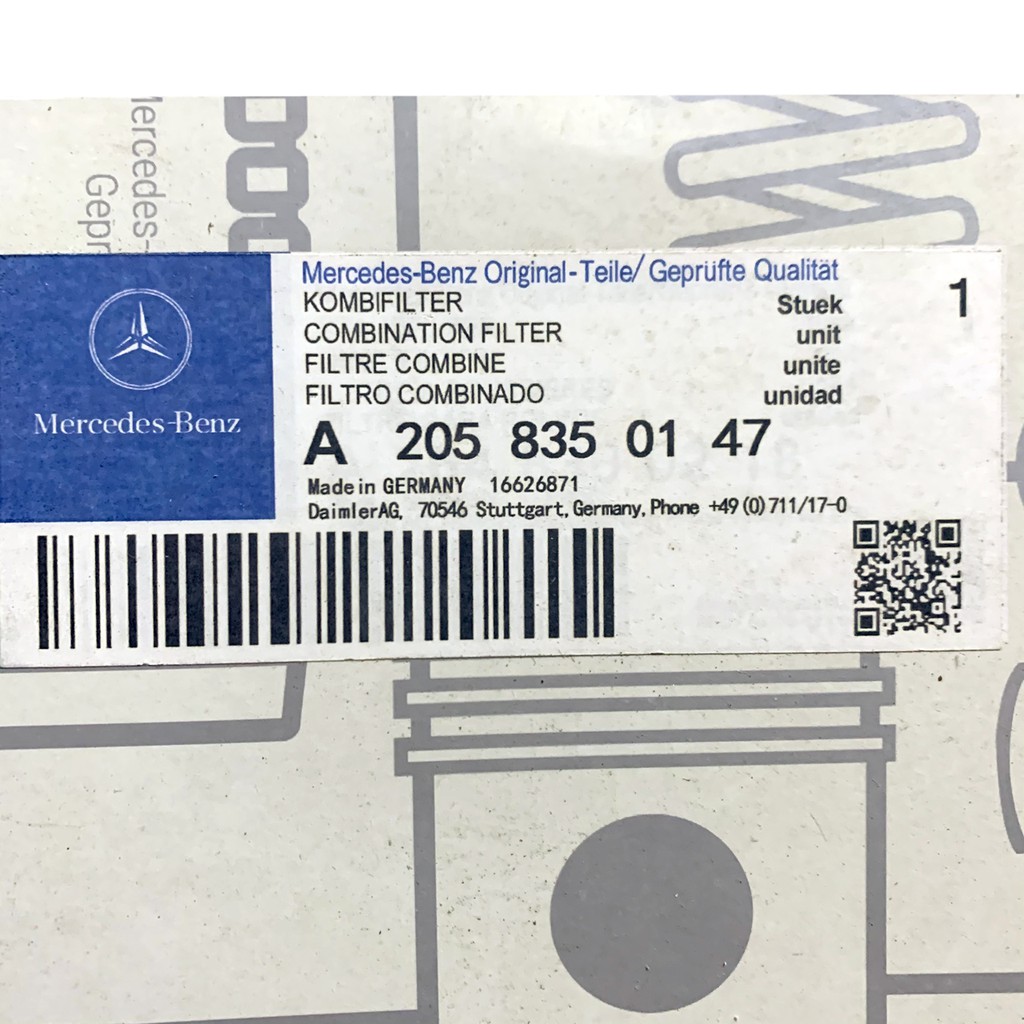 Mercedes-
Gepr
Mercedes-Benz Original-Teile/ Geprüfte Qualität
KOMBIFILTER Stuek 1
COMBINATION FILTER unit
FILTRE COMBINE unite
FILTRO COMBINADO unidad
Mercedes-Benz
A 205 835 01 47
Made in GERMANY 16626871
DaimlerAG, 70546 Stuttgart, Germany, Phone +49(0)711/17-0